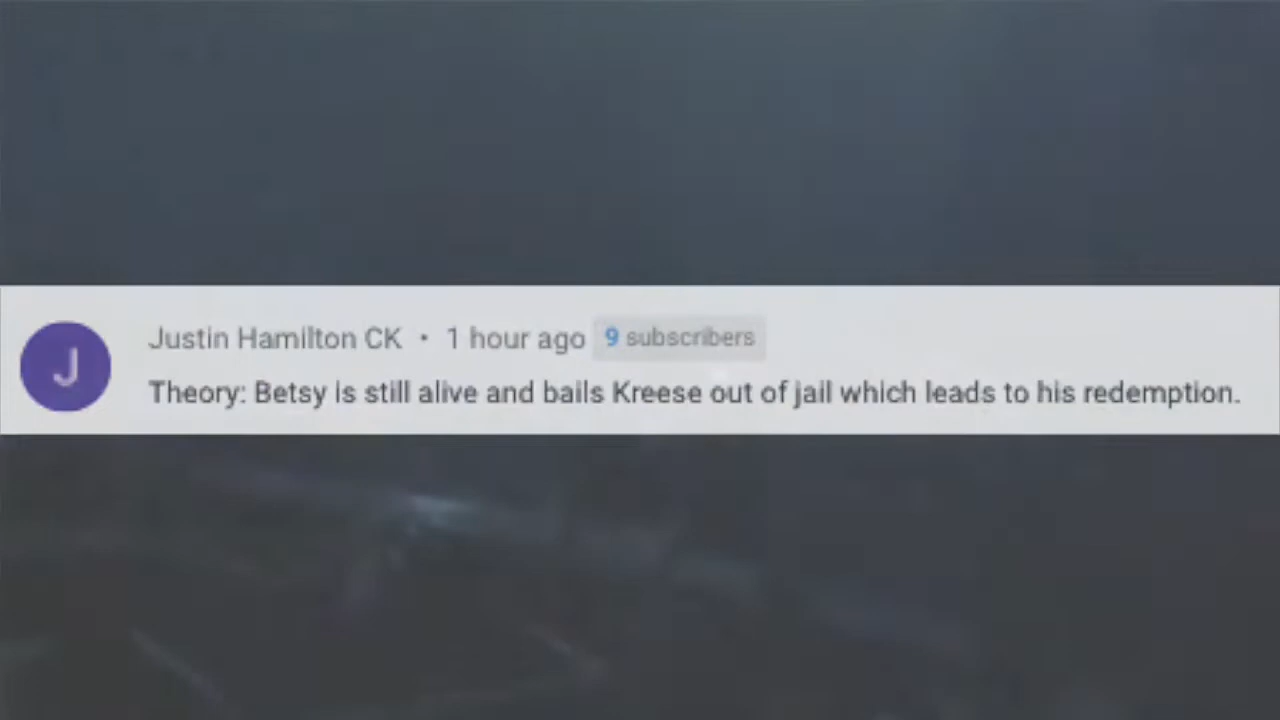 J
Justin Hamilton CK • 1 hour ago 9 subscribers
Theory: Betsy is still alive and bails Kreese out of jail which leads to his redemption.